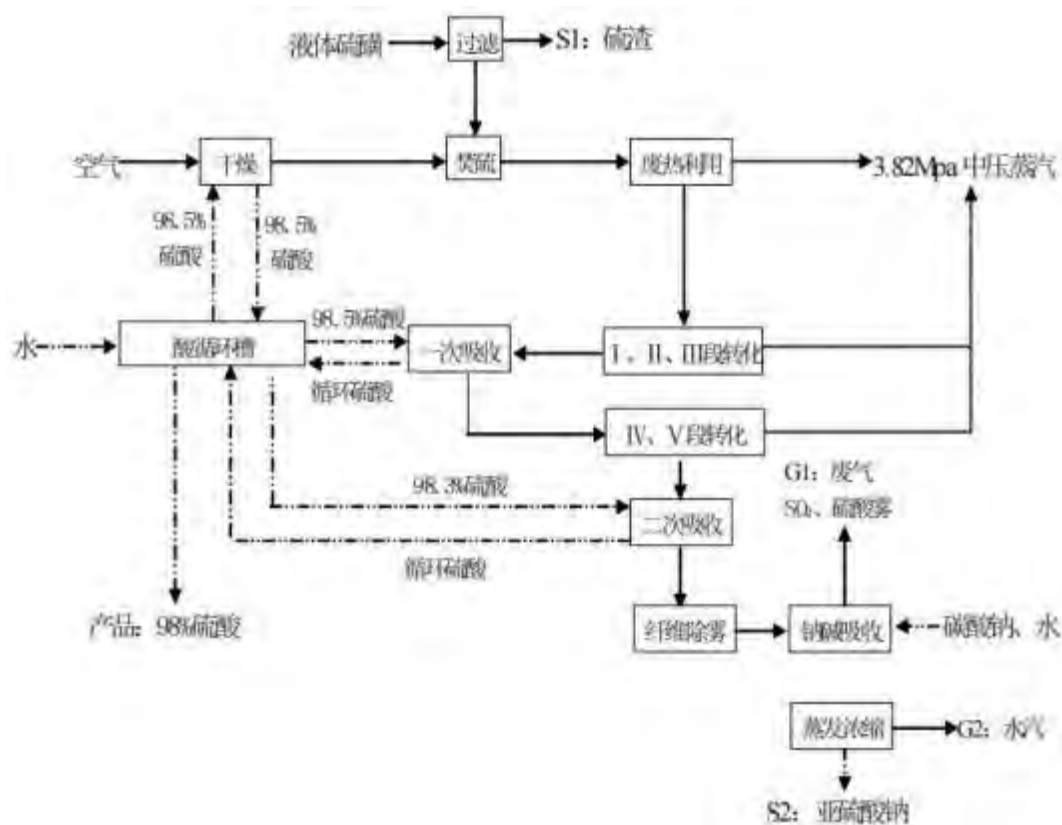 液体硫磺
过滤
S1：硫渣
空气
干燥
焚硫
废热利用
3.82Mpa 中压蒸汽
98.5%
硫酸
98.5%
硫酸
水
酸循环槽
98.5%硫酸
循环硫酸
一次吸收
Ⅰ、Ⅱ、Ⅲ段转化
Ⅳ、Ⅴ段转化
98.3%硫酸
循环硫酸
二次吸收
G1：废气
SO₂、硫酸雾
产品：98%硫酸
纤维除雾
钠碱吸收
碳酸钠、水
蒸发浓缩
G2：水汽
S2：亚硫酸钠